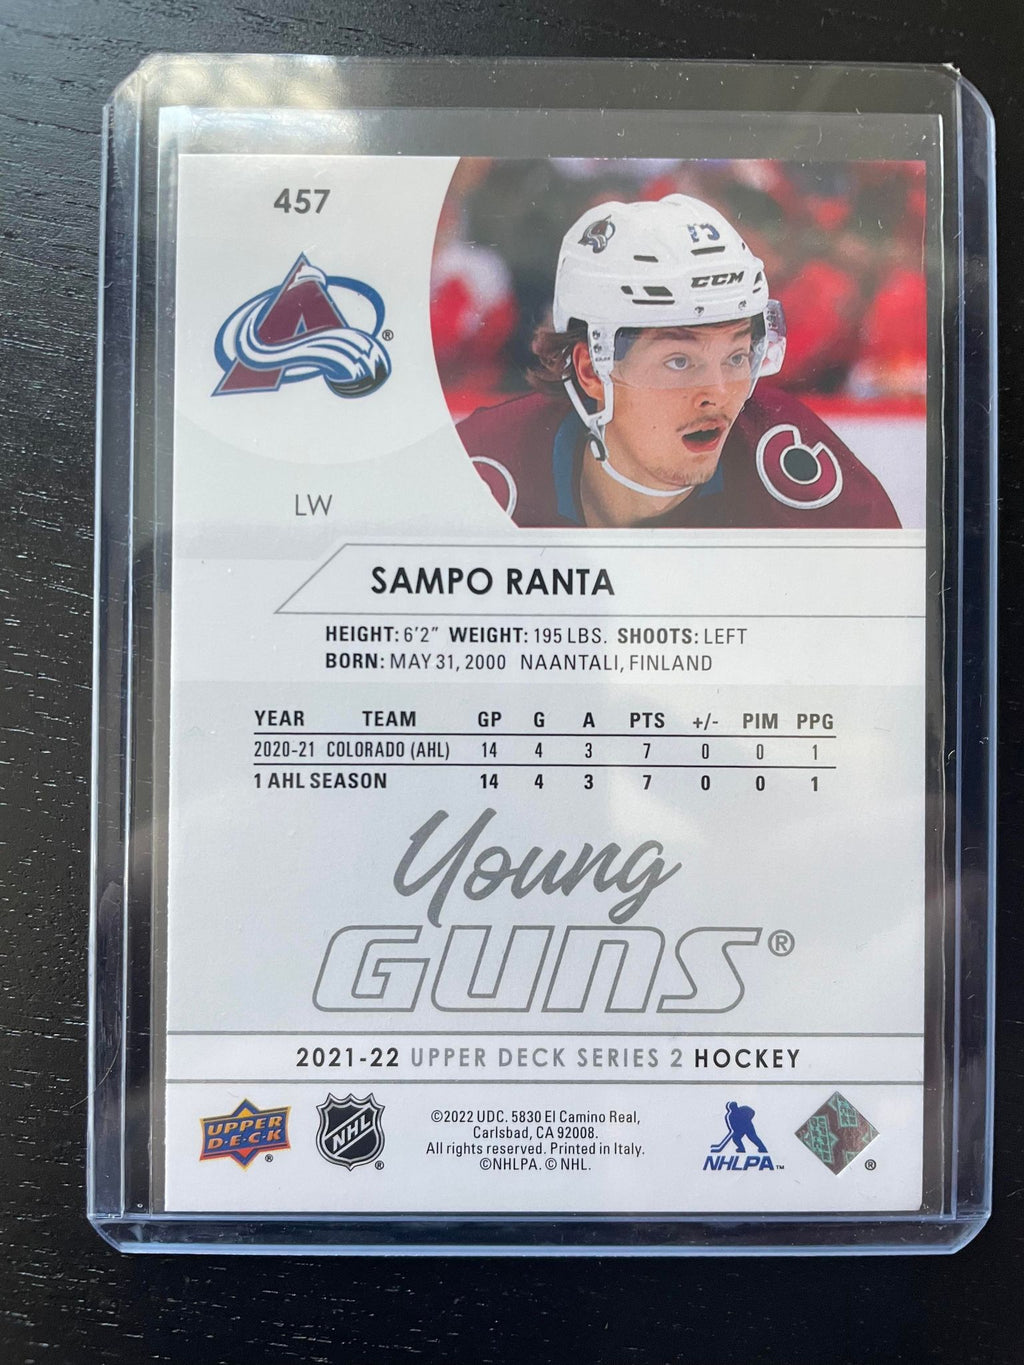 457
75
CCM
®
LW
SAMPO RANTA
HEIGHT: 6'2" WEIGHT: 195 LBS. SHOOTS: LEFT
BORN: MAY 31, 2000 NAANTALI, FINLAND
YEAR TEAM GP G A PTS +/- PIM PPG
2020-21 COLORADO (AHL) 14 4 3 7 0 0 1
1 AHL SEASON 14 4 3 7 0 0 1
Young
GUNS®
2021-22 UPPER DECK SERIES 2 HOCKEY
UPPER
D·E·C·K
®
NHL
®
©2022 UDC. 5830 El Camino Real,
Carlsbad, CA 92008.
All rights reserved. Printed in Italy.
©NHLPA. © NHL.
NHLPA™
®